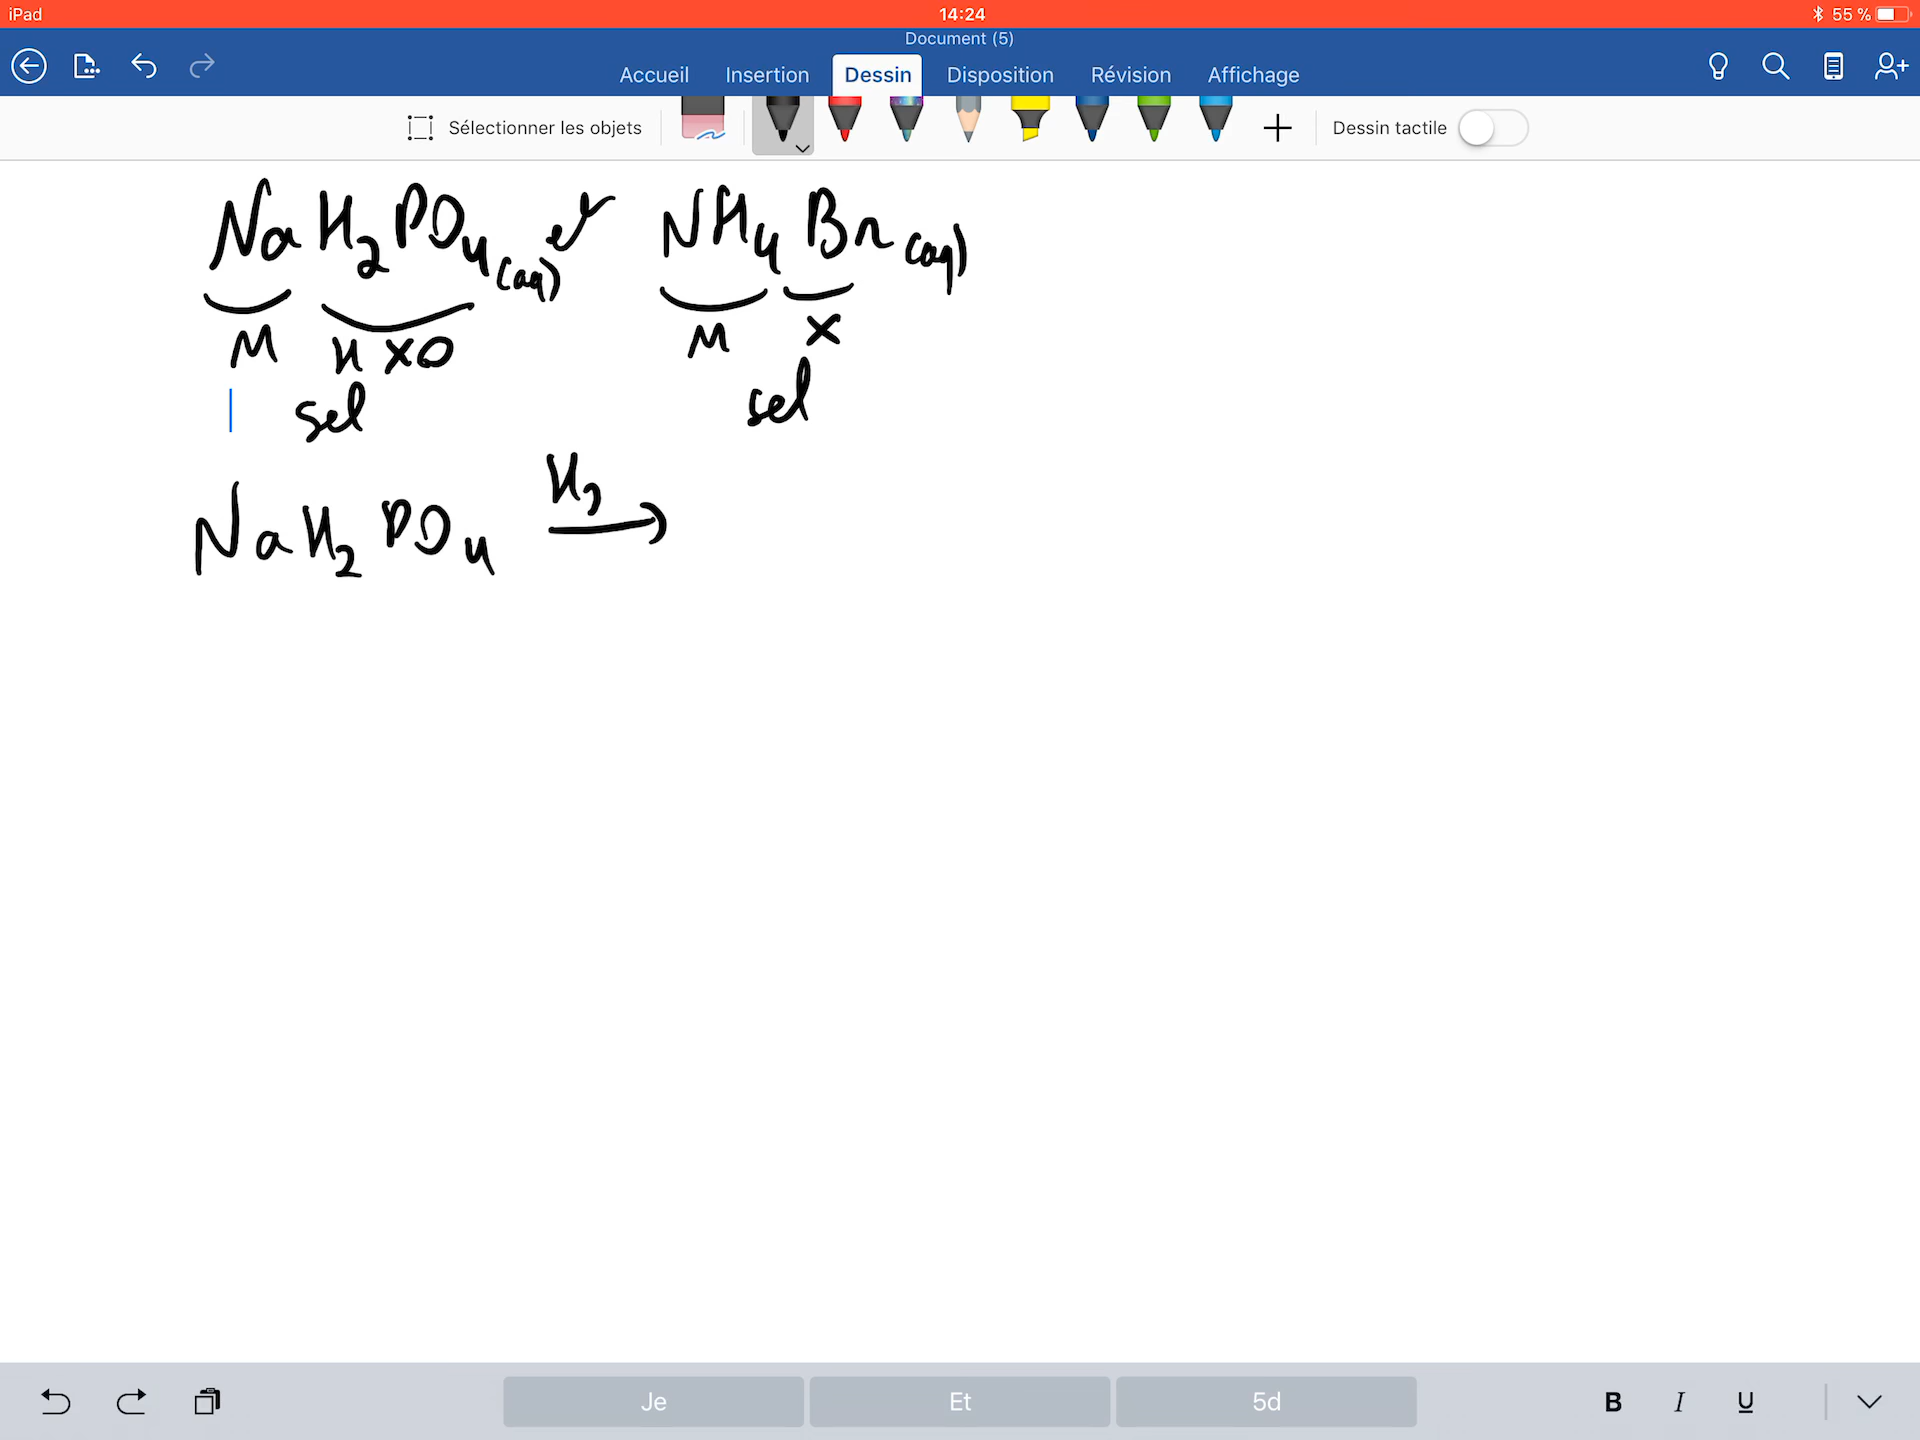 iPad 14:24 55 %
Document (5)
Accueil Insertion Dessin Disposition Révision Affichage
Sélectionner les objets Dessin tactile
NaH₂PO₄(aq) et NH₄Br(aq)
M HXO M X
sel sel
H₂
NaH₂PO₄ →
Je Et 5d B I U